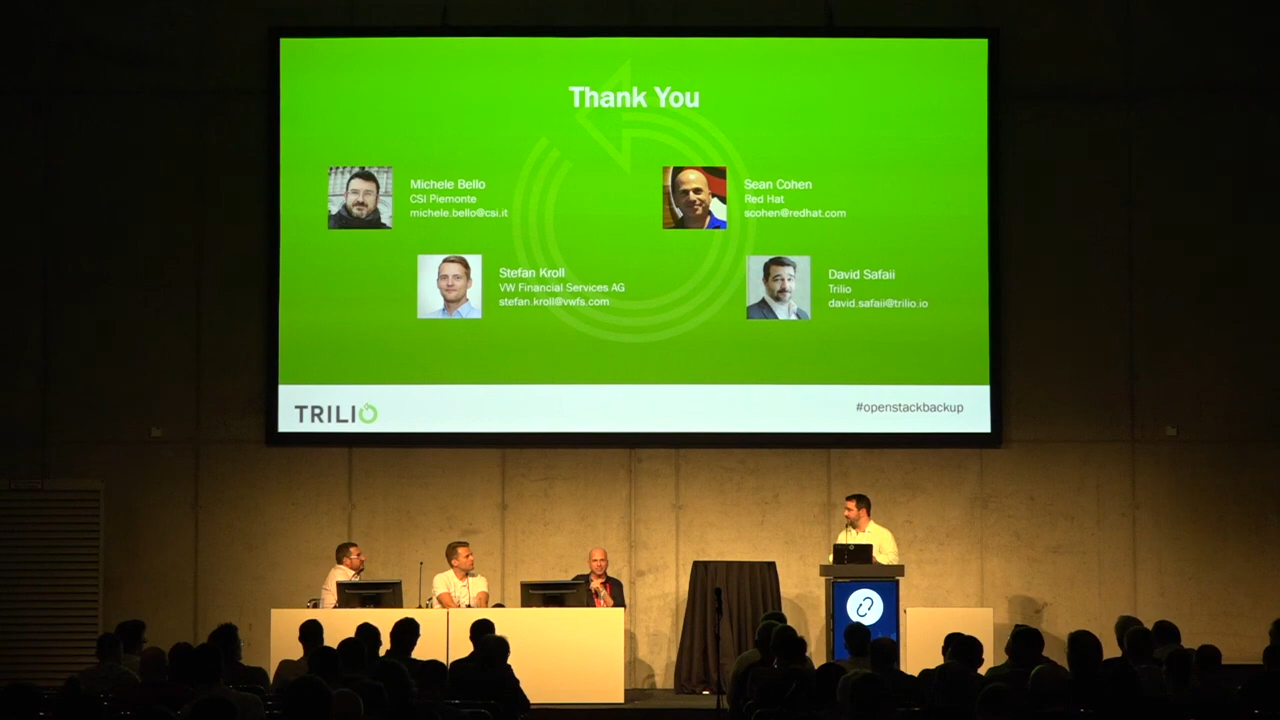 Thank You
Michele Bello
CSI Piemonte
michele.bello@csi.it
Sean Cohen
Red Hat
scohen@redhat.com
Stefan Kroll
VW Financial Services AG
stefan.kroll@vwfs.com
David Safaii
Trilio
david.safaii@trilio.io
TRILIO
#openstackbackup